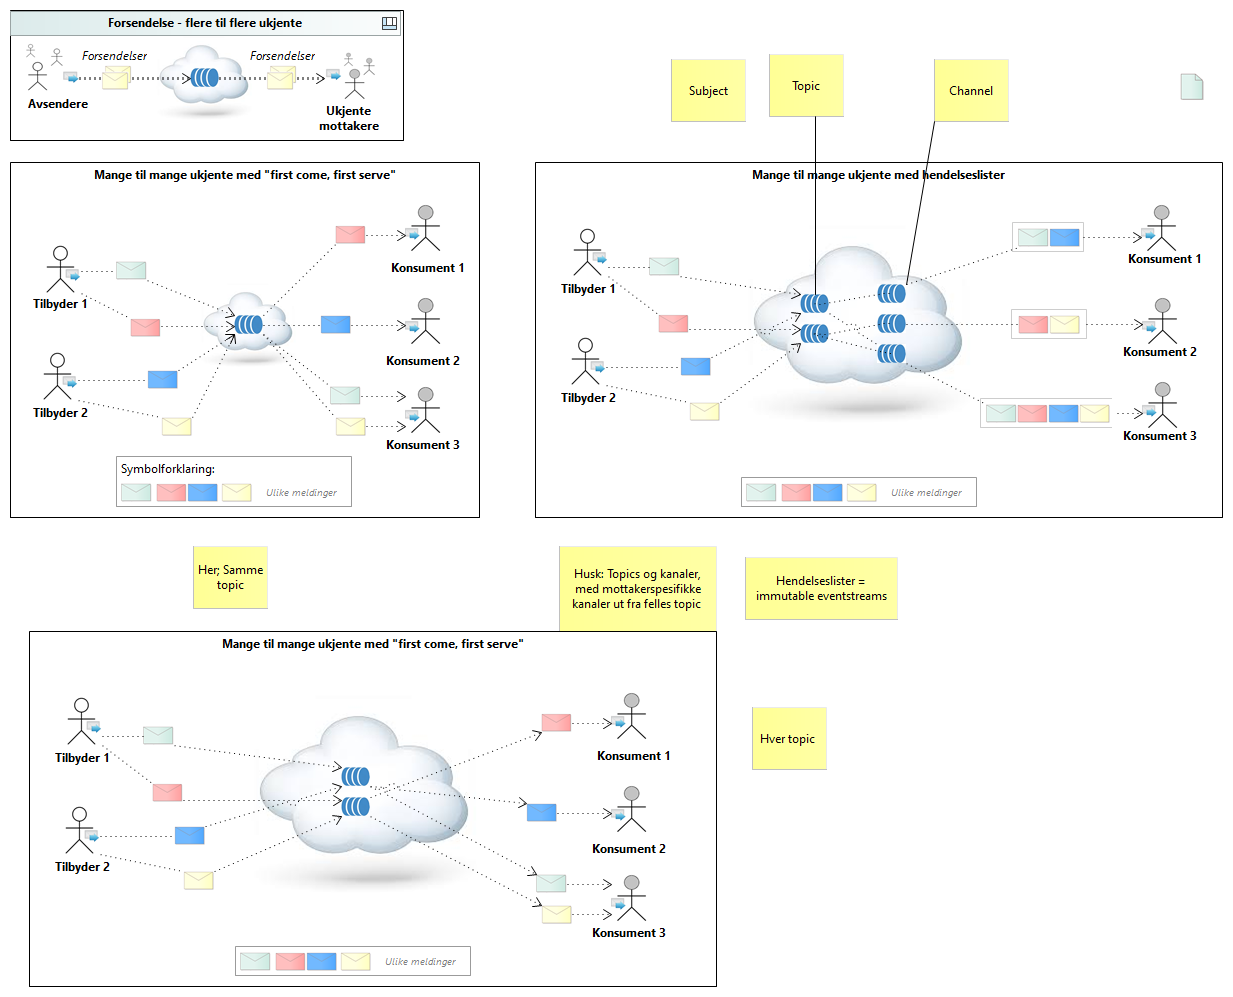 Forsendelse - flere til flere ukjente
Forsendelser
Forsendelser
Avsendere
Ukjente
mottakere
Subject
Topic
Channel
Mange til mange ukjente med "first come, first serve"
Tilbyder 1
Tilbyder 2
Konsument 1
Konsument 2
Konsument 3
Symbolforklaring:
Ulike meldinger
Mange til mange ukjente med hendelseslister
Tilbyder 1
Tilbyder 2
Konsument 1
Konsument 2
Konsument 3
Ulike meldinger
Her; Samme
topic
Husk: Topics og kanaler,
med mottakerspesifikke
kanaler ut fra felles topic
Hendelseslister =
immutable eventstreams
Mange til mange ukjente med "first come, first serve"
Tilbyder 1
Tilbyder 2
Konsument 1
Konsument 2
Konsument 3
Ulike meldinger
Hver topic